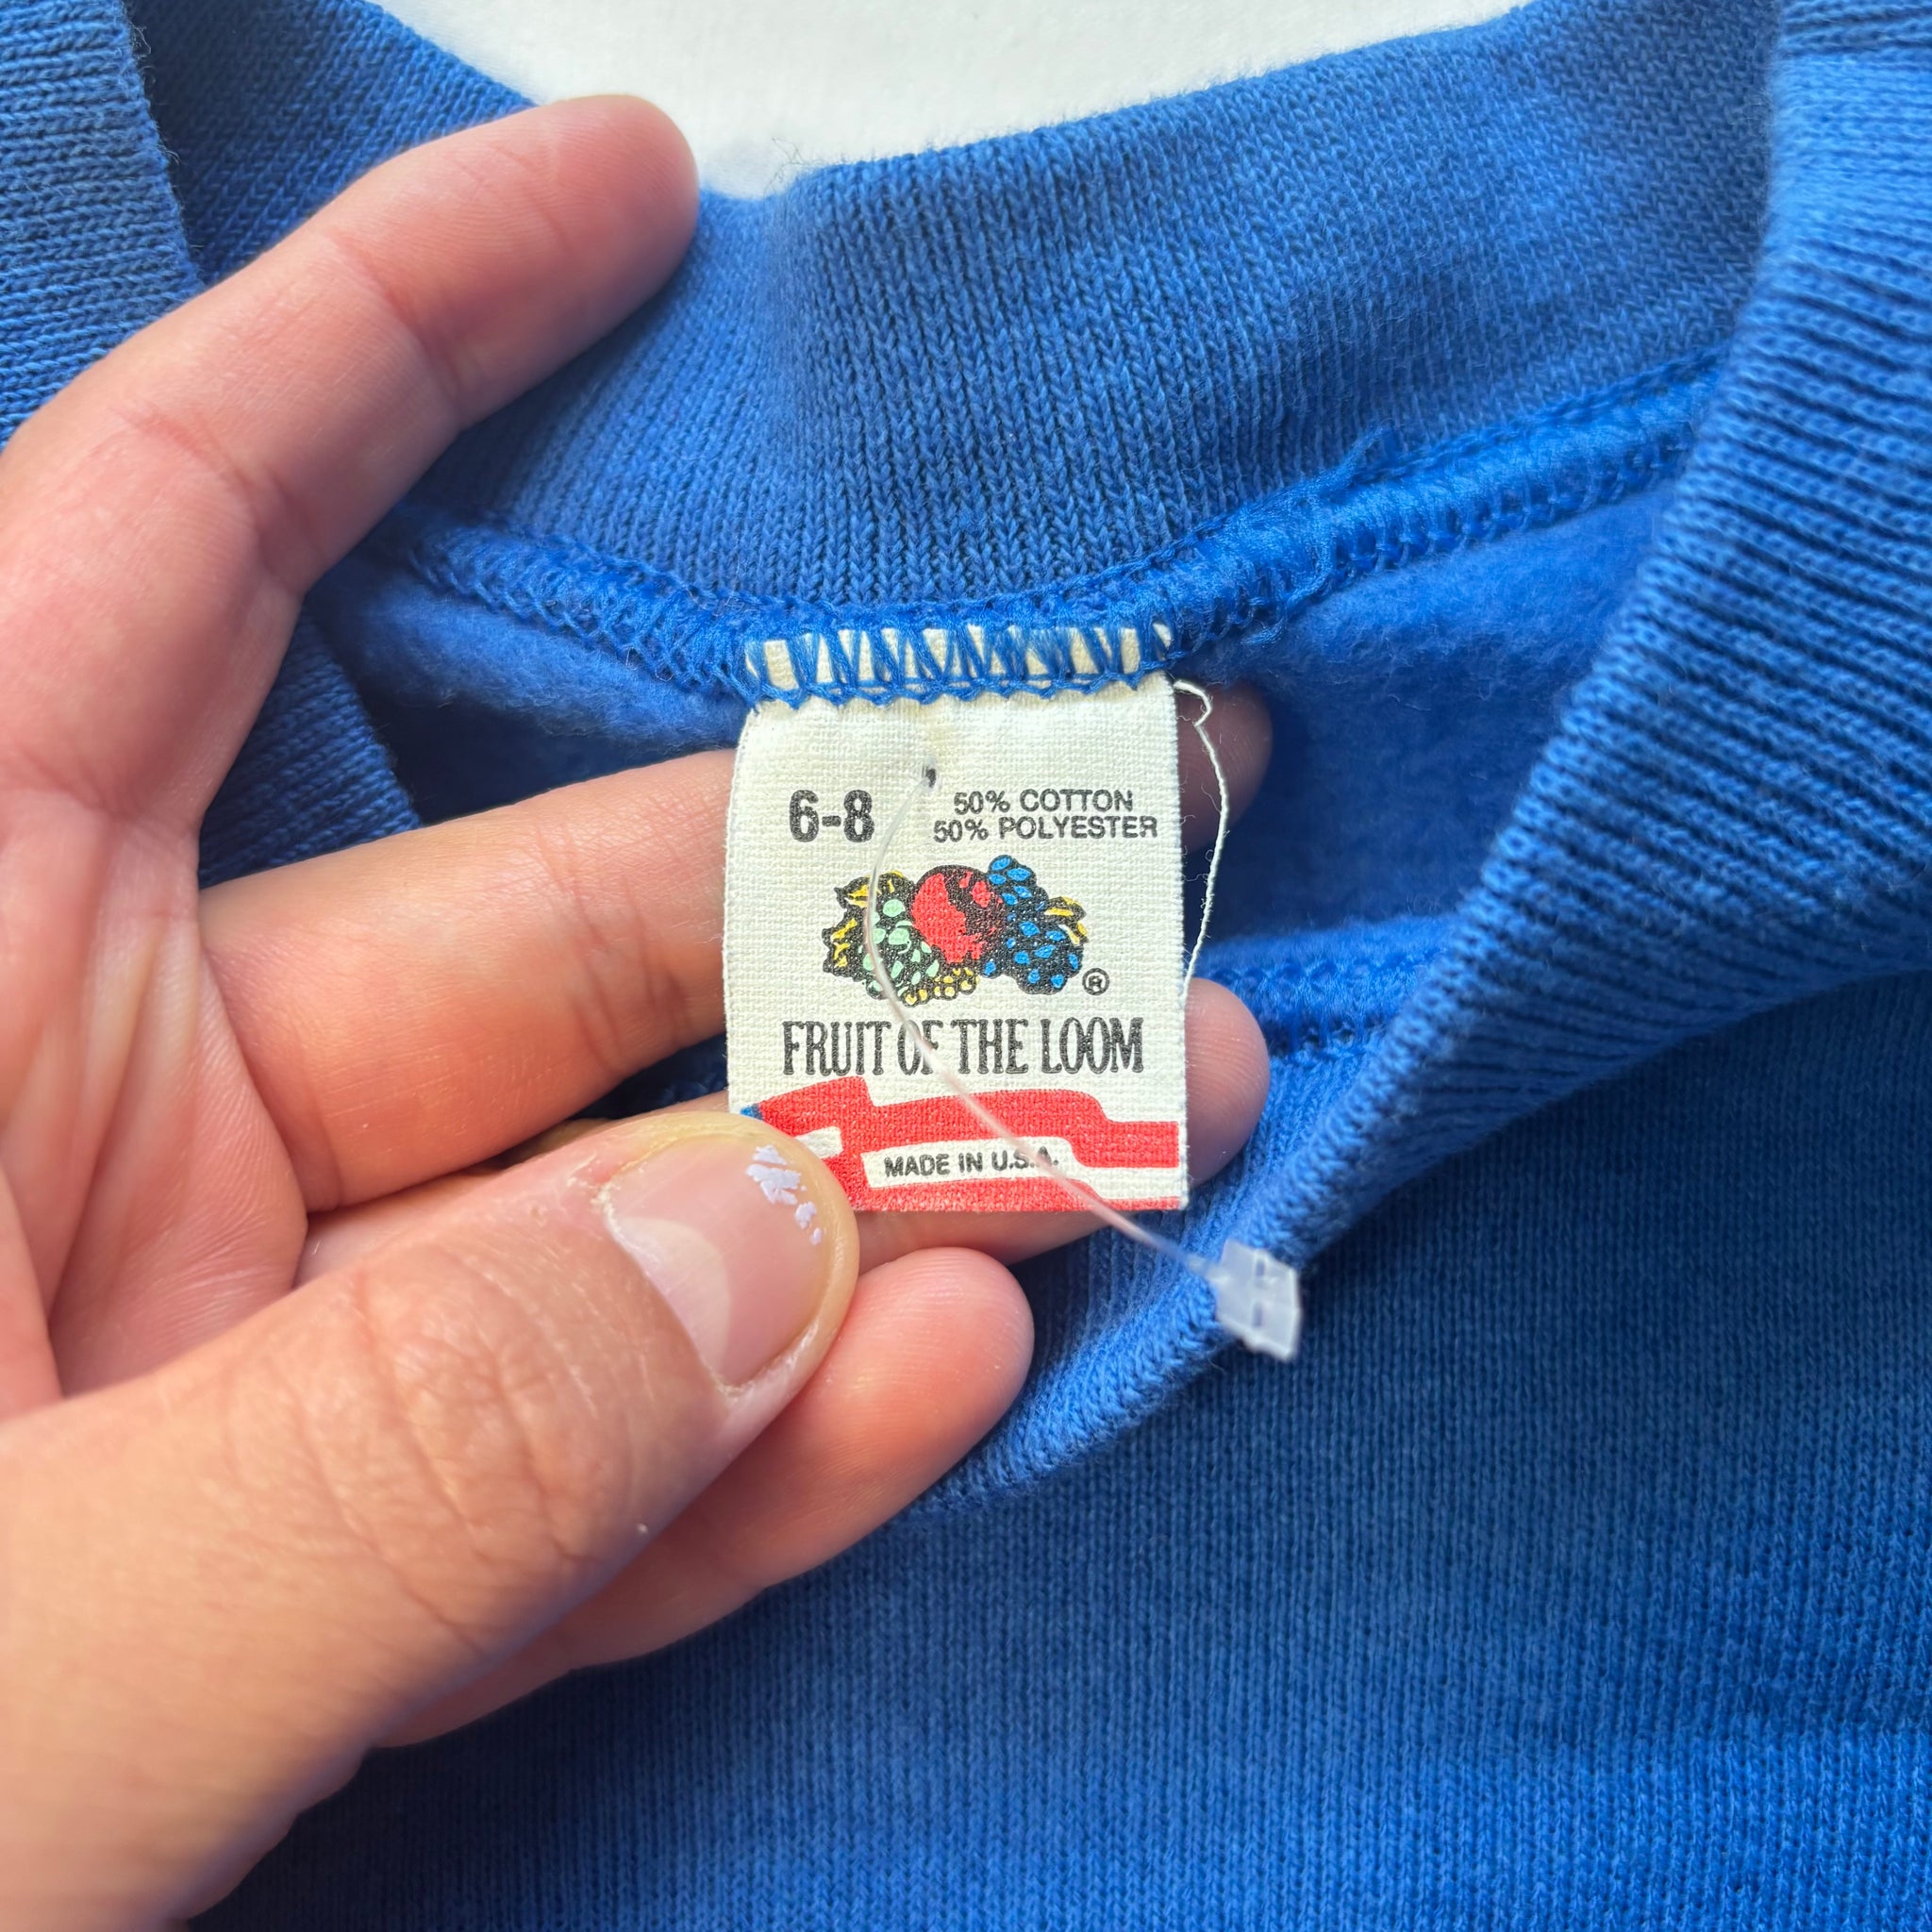 6-8
50% COTTON
50% POLYESTER
®
FRUIT OF THE LOOM
MADE IN U.S.A.